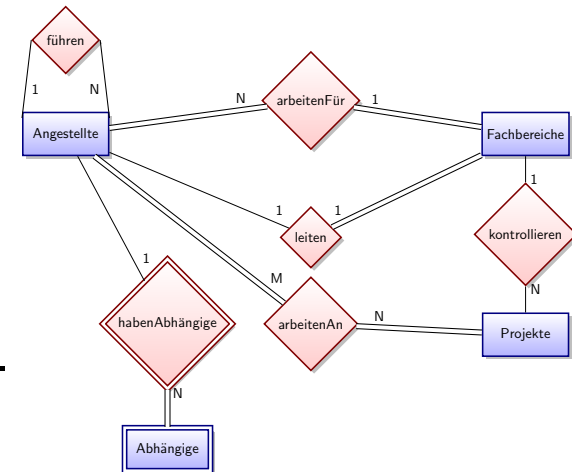 führen
1 N
N arbeitenFür 1
Angestellte
Fachbereiche
1
1 1
leiten
kontrollieren
1
M
N
habenAbhängige
arbeitenAn
N
Projekte
N
Abhängige